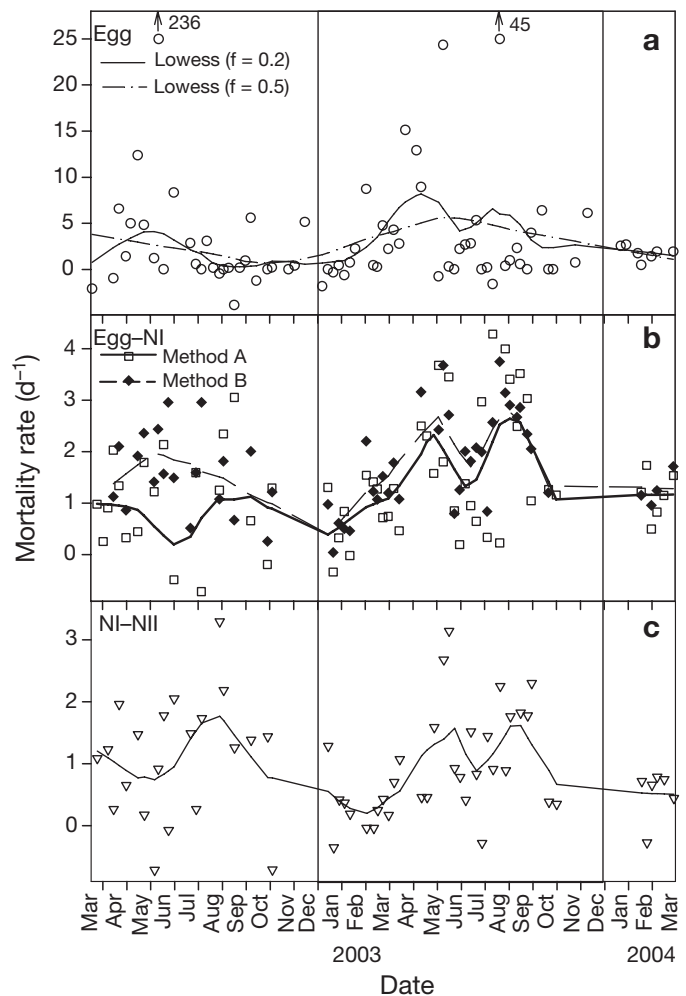 236
45
25
Egg
a
Lowess (f = 0.2)
Lowess (f = 0.5)
20
15
10
5
0
Egg–NI
b
Method A
Method B
4
3
2
1
0
Mortality rate (d⁻¹)
NI–NII
c
3
2
1
0
Mar Apr May Jun Jul Aug Sep Oct Nov Dec Jan Feb Mar Apr May Jun Jul Aug Sep Oct Nov Dec Jan Feb Mar
2003 2004
Date